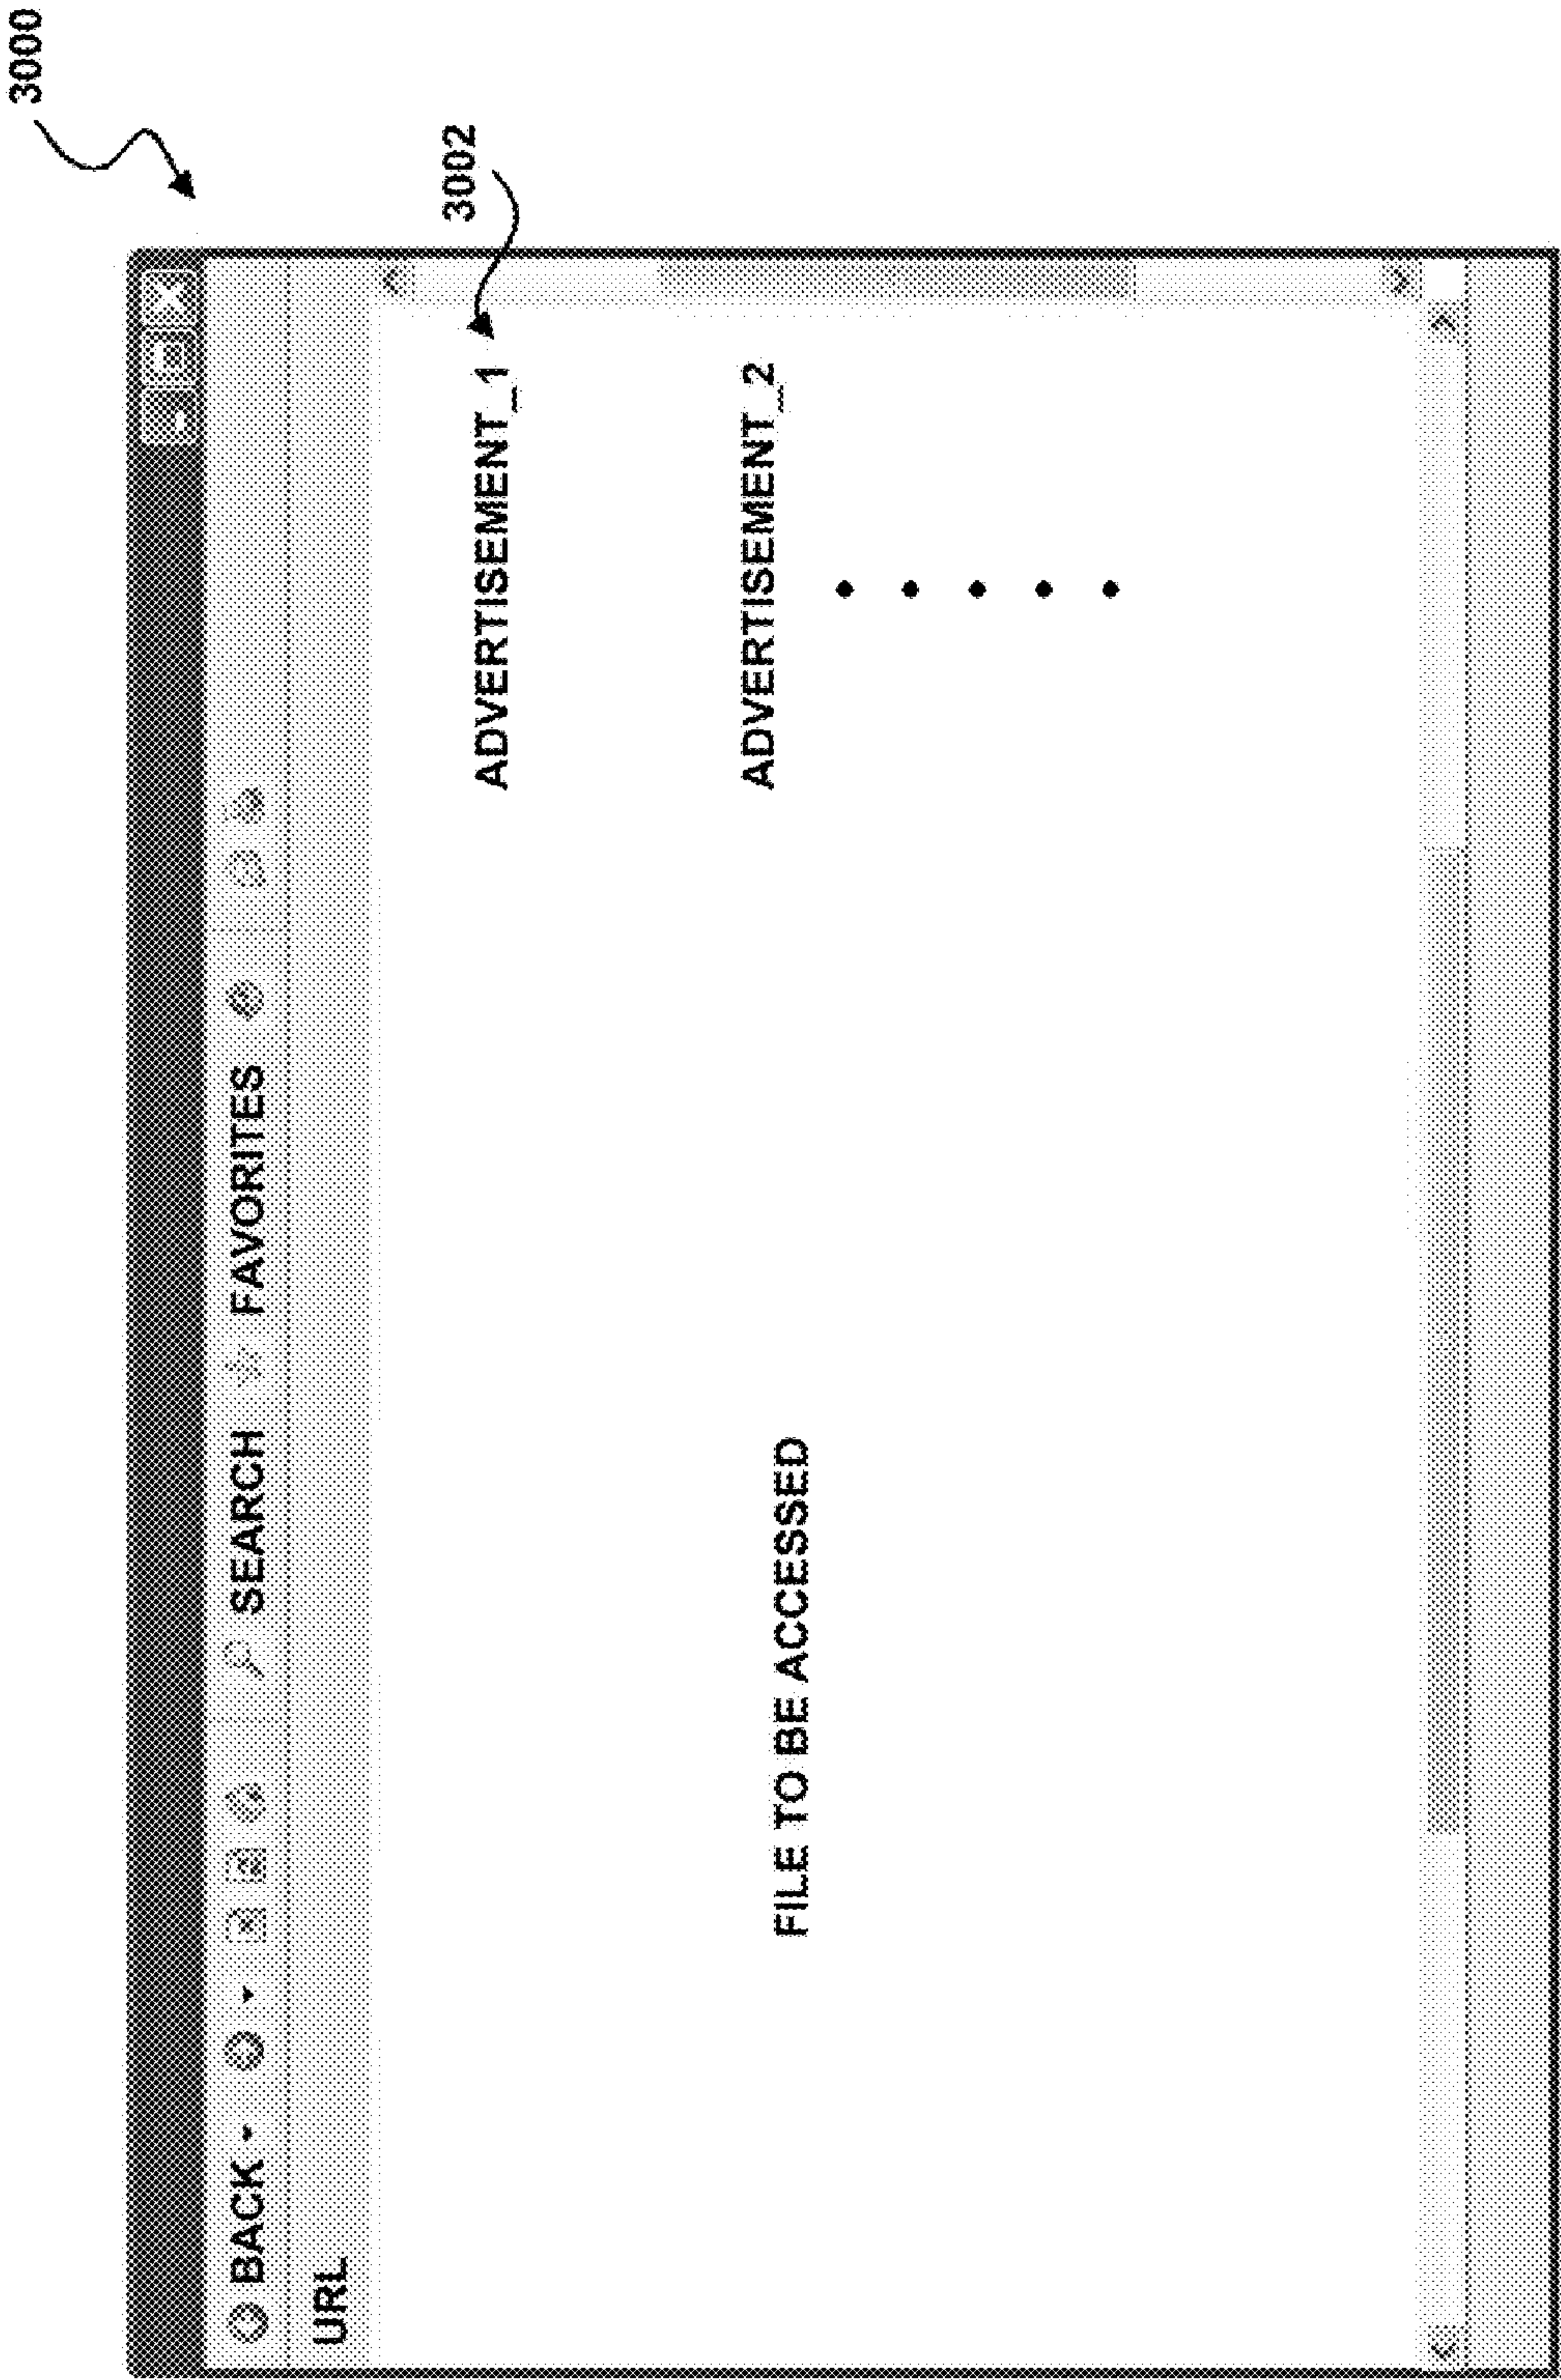 3000
BACK SEARCH FAVORITES
URL
3002
ADVERTISEMENT_1
ADVERTISEMENT_2
FILE TO BE ACCESSED